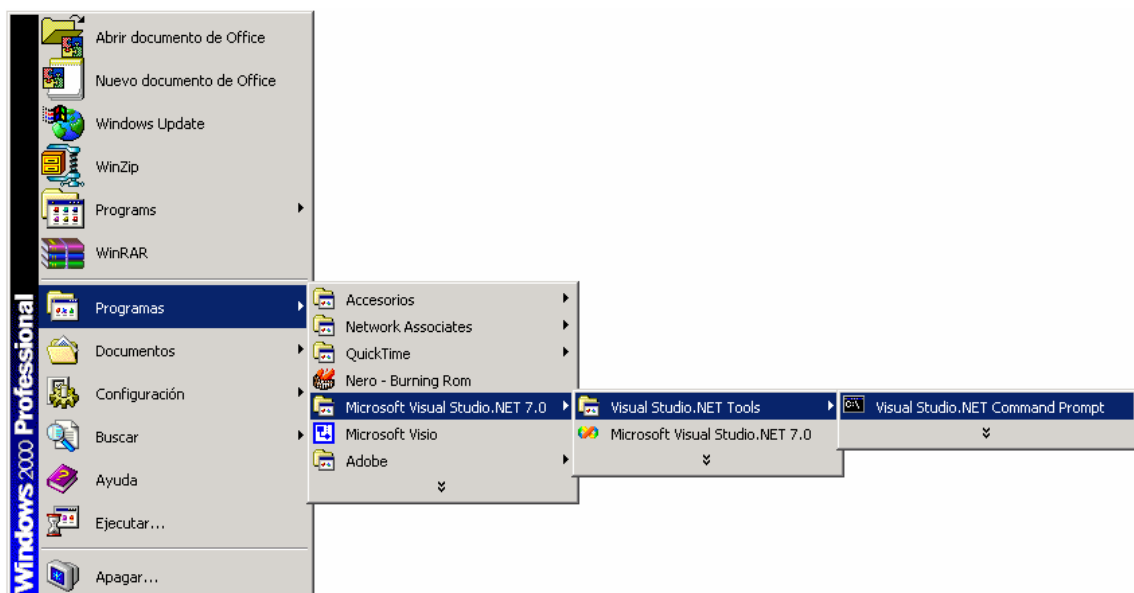 Abrir documento de Office
Nuevo documento de Office
Windows Update
WinZip
Programs
WinRAR
Programas
Documentos
Configuración
Buscar
Ayuda
Ejecutar...
Apagar...
Windows 2000 Professional
Accesorios
Network Associates
QuickTime
Nero - Burning Rom
Microsoft Visual Studio.NET 7.0
Microsoft Visio
Adobe
Visual Studio.NET Tools
Microsoft Visual Studio.NET 7.0
Visual Studio.NET Command Prompt